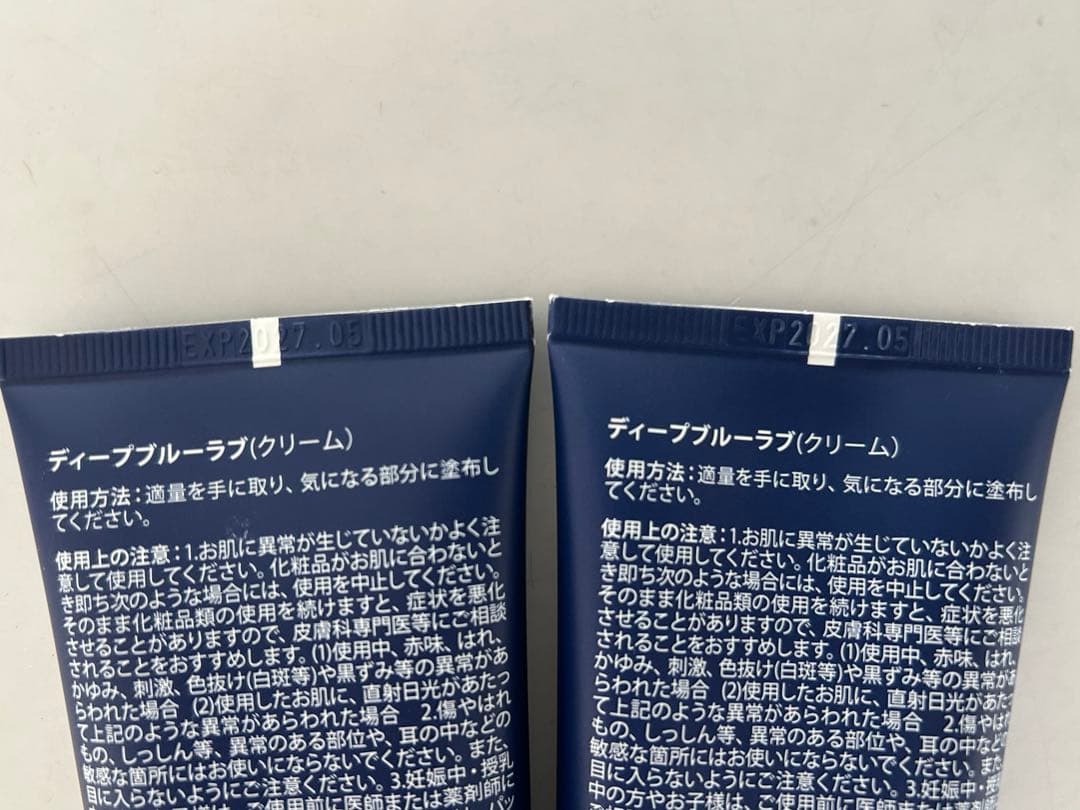 EXP2027.05
ディープブルーラブ(クリーム)
使用方法:適量を手に取り、気になる部分に塗布し
てください。
使用上の注意:1.お肌に異常が生じていないかよく注
意して使用してください。化粧品がお肌に合わないと
き即ち次のような場合には、使用を中止してください。
そのまま化粧品類の使用を続けますと、症状を悪化
させることがありますので、皮膚科専門医等にご相談
されることをおすすめします。(1)使用中、赤味、はれ、
かゆみ、刺激、色抜け(白斑等)や黒ずみ等の異常があ
らわれた場合 (2)使用したお肌に、直射日光があたっ
て上記のような異常があらわれた場合 2.傷やはれ
もの、しっしん等、異常のある部位や、耳の中などの
敏感な箇所にはお使いにならないでください。また、
目に入らないようにご注意ください。3.妊娠中・授乳
ご使用前に医師または薬剤師に
EXP2027.05
ディープブルーラブ(クリーム)
使用方法:適量を手に取り、気になる部分に塗布し
てください。
使用上の注意:1.お肌に異常が生じていないかよく注
意して使用してください。化粧品がお肌に合わないと
き即ち次のような場合には、使用を中止してください。
そのまま化粧品類の使用を続けますと、症状を悪化
させることがありますので、皮膚科専門医等にご相談
されることをおすすめします。(1)使用中、赤味、はれ、
かゆみ、刺激、色抜け(白斑等)や黒ずみ等の異常があ
らわれた場合 (2)使用したお肌に、直射日光があた
て上記のような異常があらわれた場合 2.傷やはれ
もの、しっしん等、異常のある部位や、耳の中など
敏感な箇所にはお使いにならないでください。また
目に入らないようにご注意ください。3.妊娠中・授
中の方やお子様は、ご使用前に医師または薬剤